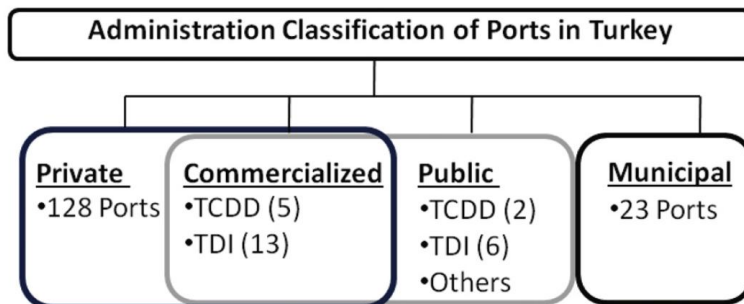 Administration Classification of Ports in Turkey
Private
•128 Ports
Commercialized
•TCDD (5)
•TDI (13)
Public
•TCDD (2)
•TDI (6)
•Others
Municipal
•23 Ports